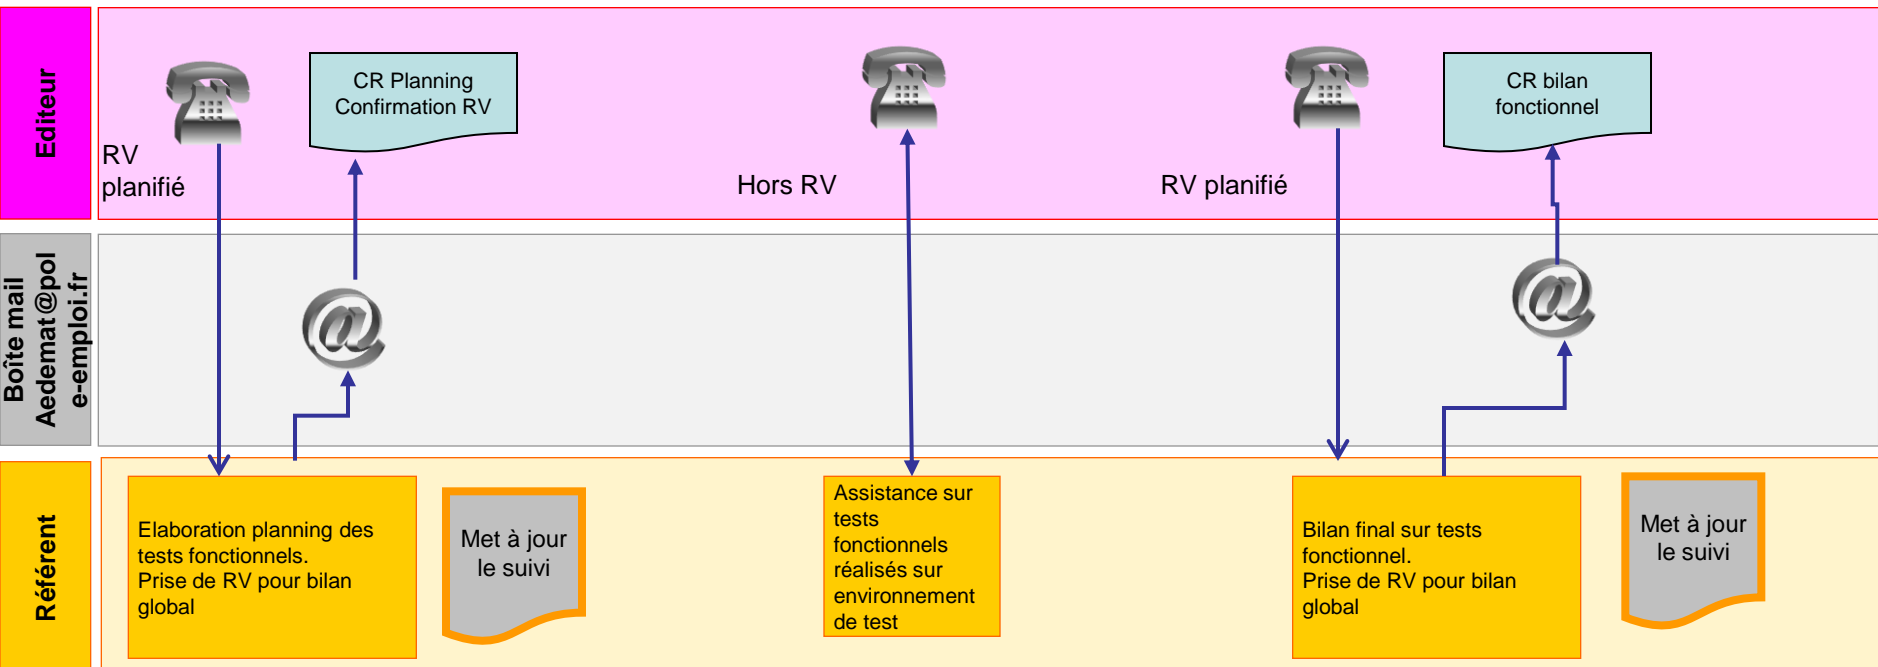 Editeur
RV
planifié
CR Planning
Confirmation RV
Hors RV
RV planifié
CR bilan
fonctionnel
Boîte mail
Aedemat@pol
e-emploi.fr
@
@
Référent
Elaboration planning des
tests fonctionnels.
Prise de RV pour bilan
global
Met à jour
le suivi
Assistance sur
tests
fonctionnels
réalisés sur
environnement
de test
Bilan final sur tests
fonctionnel.
Prise de RV pour bilan
global
Met à jour
le suivi